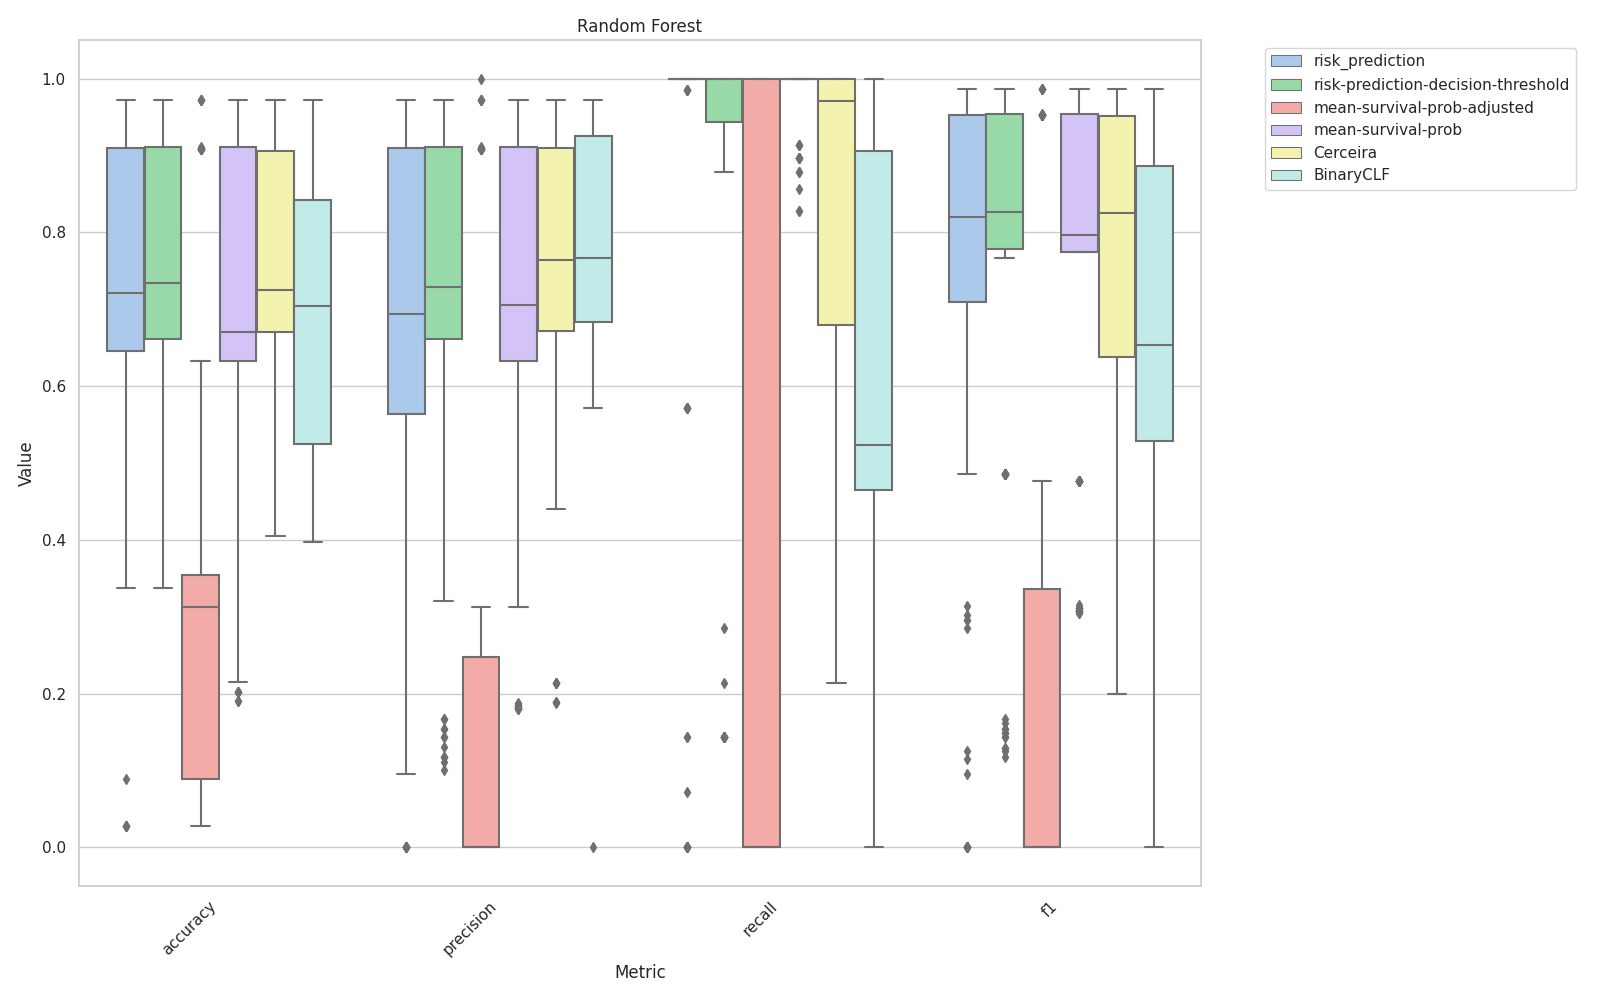 Random Forest
1.0
0.8
0.6
0.4
0.2
0.0
Value
accuracy
precision
recall
f1
Metric
risk_prediction
risk-prediction-decision-threshold
mean-survival-prob-adjusted
mean-survival-prob
Cerceira
BinaryCLF